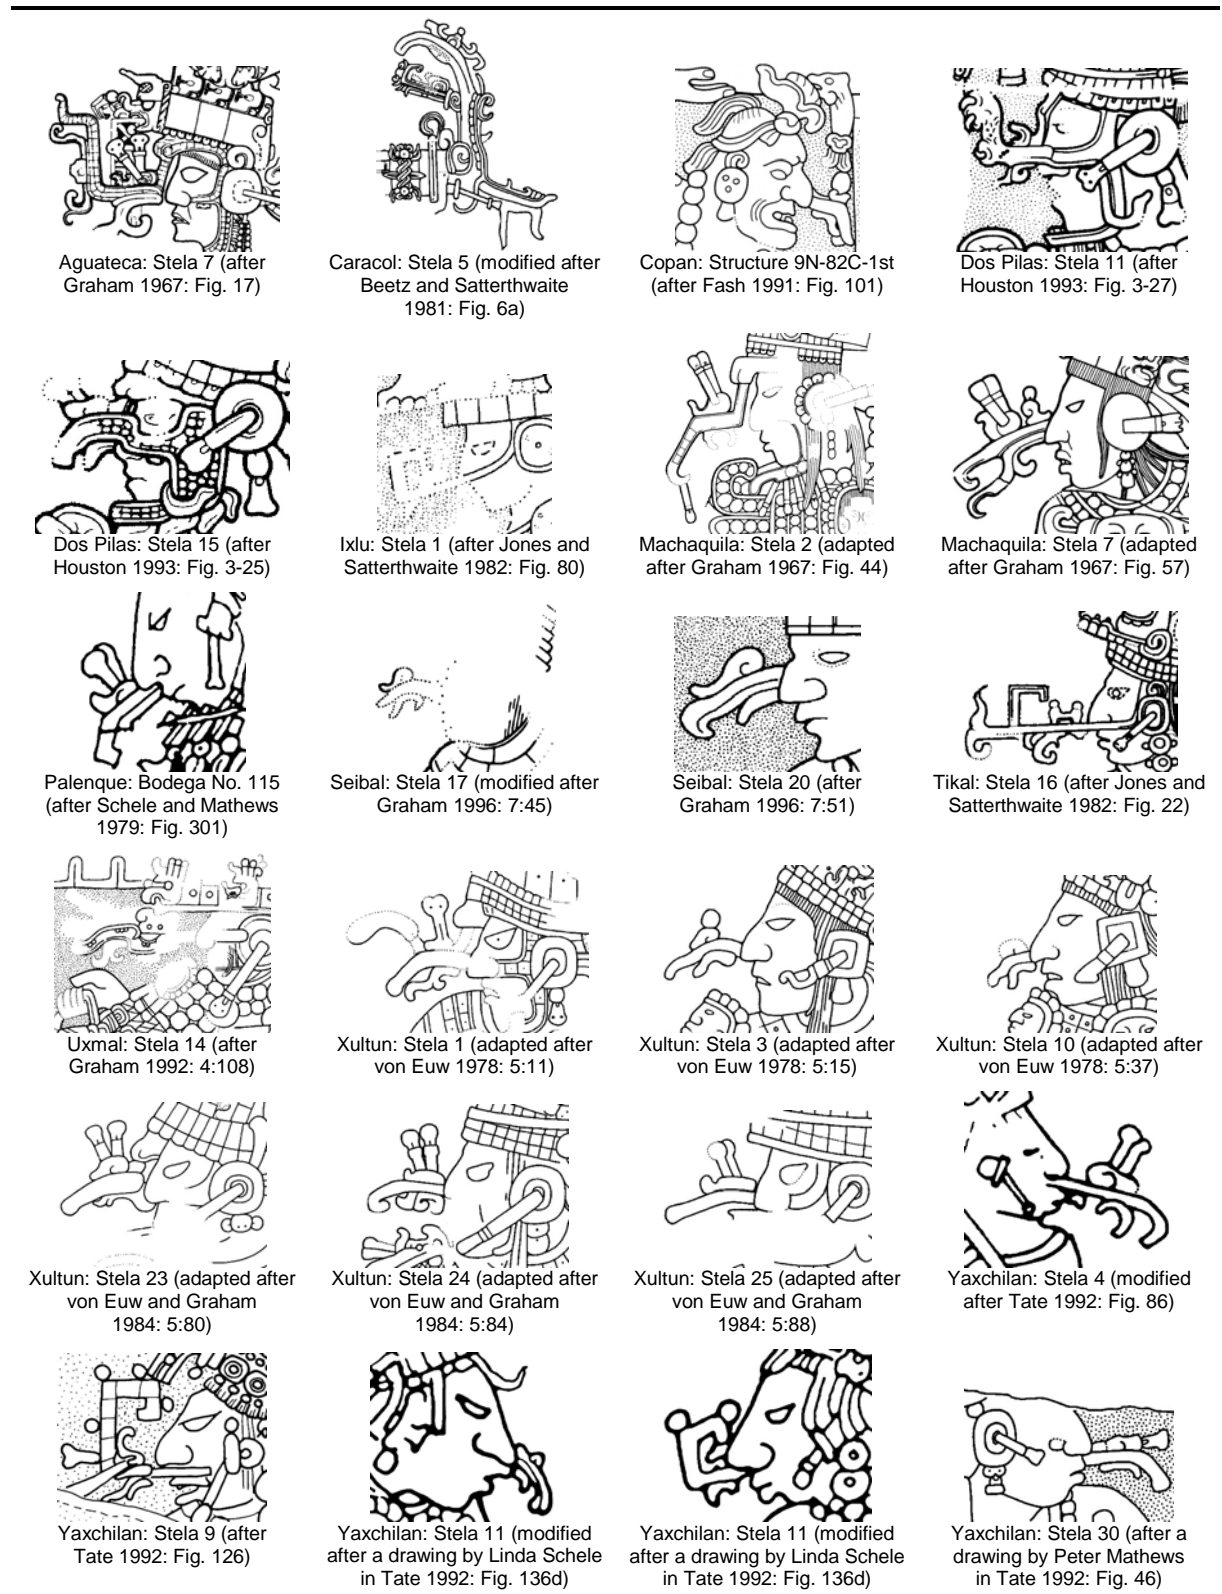 Aguateca: Stela 7 (after
Graham 1967: Fig. 17)
Caracol: Stela 5 (modified after
Beetz and Satterthwaite
1981: Fig. 6a)
Copan: Structure 9N-82C-1st
(after Fash 1991: Fig. 101)
Dos Pilas: Stela 11 (after
Houston 1993: Fig. 3-27)
Dos Pilas: Stela 15 (after
Houston 1993: Fig. 3-25)
Ixlu: Stela 1 (after Jones and
Satterthwaite 1982: Fig. 80)
Machaquila: Stela 2 (adapted
after Graham 1967: Fig. 44)
Machaquila: Stela 7 (adapted
after Graham 1967: Fig. 57)
Palenque: Bodega No. 115
(after Schele and Mathews
1979: Fig. 301)
Seibal: Stela 17 (modified after
Graham 1996: 7:45)
Seibal: Stela 20 (after
Graham 1996: 7:51)
Tikal: Stela 16 (after Jones and
Satterthwaite 1982: Fig. 22)
Uxmal: Stela 14 (after
Graham 1992: 4:108)
Xultun: Stela 1 (adapted after
von Euw 1978: 5:11)
Xultun: Stela 3 (adapted after
von Euw 1978: 5:15)
Xultun: Stela 10 (adapted after
von Euw 1978: 5:37)
Xultun: Stela 23 (adapted after
von Euw and Graham
1984: 5:80)
Xultun: Stela 24 (adapted after
von Euw and Graham
1984: 5:84)
Xultun: Stela 25 (adapted after
von Euw and Graham
1984: 5:88)
Yaxchilan: Stela 4 (modified
after Tate 1992: Fig. 86)
Yaxchilan: Stela 9 (after
Tate 1992: Fig. 126)
Yaxchilan: Stela 11 (modified
after a drawing by Linda Schele
in Tate 1992: Fig. 136d)
Yaxchilan: Stela 11 (modified
after a drawing by Linda Schele
in Tate 1992: Fig. 136d)
Yaxchilan: Stela 30 (after a
drawing by Peter Mathews
in Tate 1992: Fig. 46)